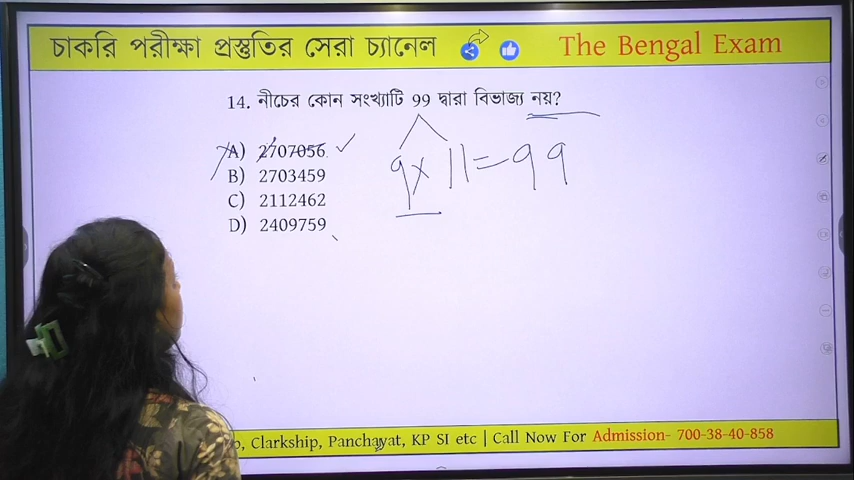 চাকরি পরীক্ষা প্রস্তুতির সেরা চ্যানেল The Bengal Exam
14. নীচের কোন সংখ্যাটি 99 দ্বারা বিভাজ্য নয়?
A) 2707056
B) 2703459
C) 2112462
D) 2409759
9 × 11 = 99
, Clarkship, Panchayat, KP SI etc | Call Now For Admission- 700-38-40-858